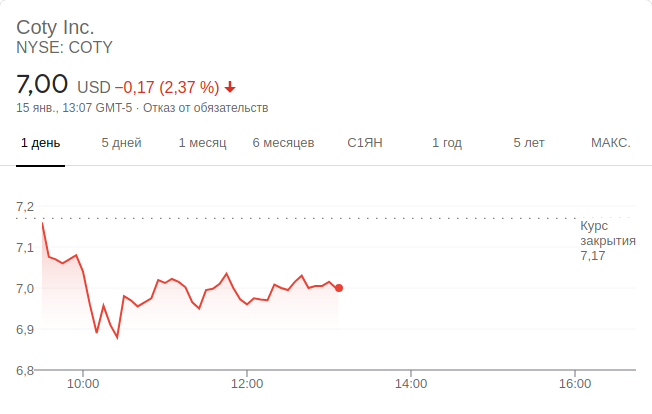 Coty Inc.
NYSE: COTY
7,00 USD −0,17 (2,37 %)
15 янв., 13:07 GMT-5 · Отказ от обязательств
1 день 5 дней 1 месяц 6 месяцев С1ЯН 1 год 5 лет МАКС.
7,2
Курс
закрытия
7,17
7,1
7,0
6,9
6,8
10:00 12:00 14:00 16:00